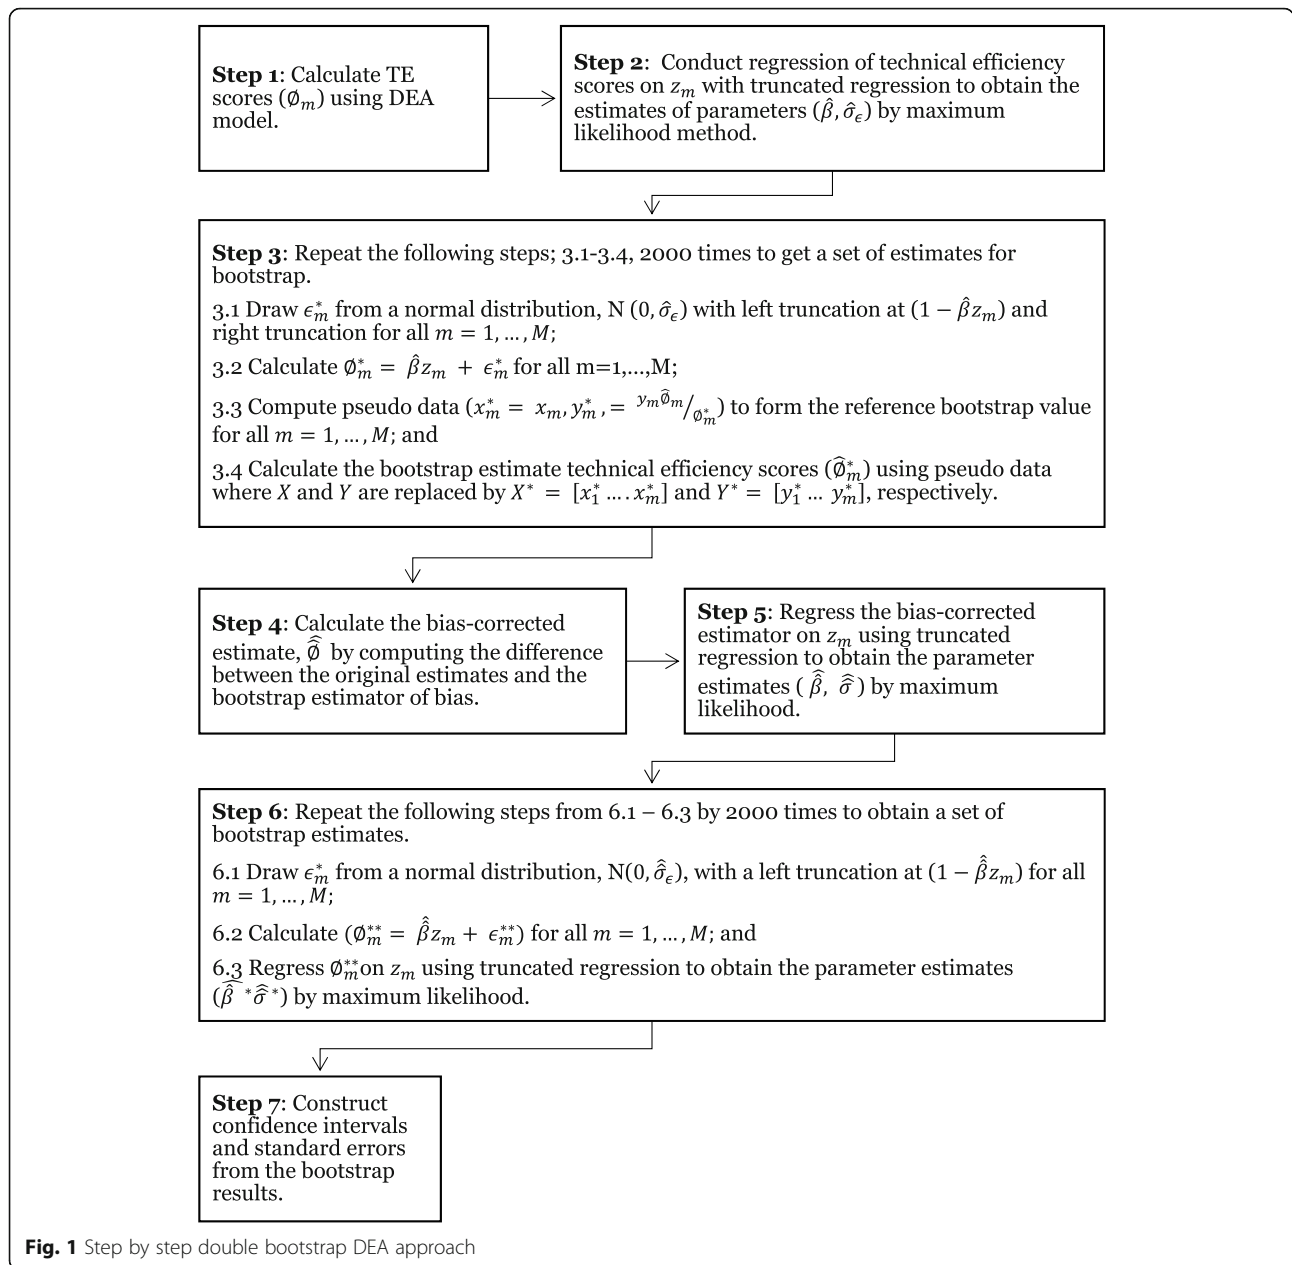 Step 1: Calculate TE
scores (∅m) using DEA
model.
Step 2:  Conduct regression of technical efficiency
scores on zm with truncated regression to obtain the
estimates of parameters (β̂, σ̂ϵ) by maximum
likelihood method.
Step 3: Repeat the following steps; 3.1-3.4, 2000 times to get a set of estimates for
bootstrap.
3.1 Draw ϵ*m from a normal distribution, N (0, σ̂ϵ) with left truncation at (1 − β̂zm) and
right truncation for all m = 1, … , M;
3.2 Calculate ∅*m = β̂zm + ϵ*m for all m=1,…,M;
3.3 Compute pseudo data (x*m = xm, y*m ,= ym∅̂m/∅*m) to form the reference bootstrap value
for all m = 1, … , M; and
3.4 Calculate the bootstrap estimate technical efficiency scores (∅̂*m) using pseudo data
where X and Y are replaced by X* = [x*1 … . x*m] and Y* = [y*1 … y*m], respectively.
Step 4: Calculate the bias-corrected
estimate, ∅̂̂ by computing the difference
between the original estimates and the
bootstrap estimator of bias.
Step 5: Regress the bias-corrected
estimator on zm using truncated
regression to obtain the parameter
estimates ( β̂̂, σ̂̂ ) by maximum
likelihood.
Step 6: Repeat the following steps from 6.1 – 6.3 by 2000 times to obtain a set of
bootstrap estimates.
6.1 Draw ϵ*m from a normal distribution, N(0, σ̂̂ϵ), with a left truncation at (1 − β̂̂zm) for all
m = 1, … , M;
6.2 Calculate (∅**m = β̂̂zm + ϵ**m) for all m = 1, … , M; and
6.3 Regress ∅**m on zm using truncated regression to obtain the parameter estimates
(β̂̂ * σ̂̂ *) by maximum likelihood.
Step 7: Construct
confidence intervals
and standard errors
from the bootstrap
results.
Fig. 1 Step by step double bootstrap DEA approach